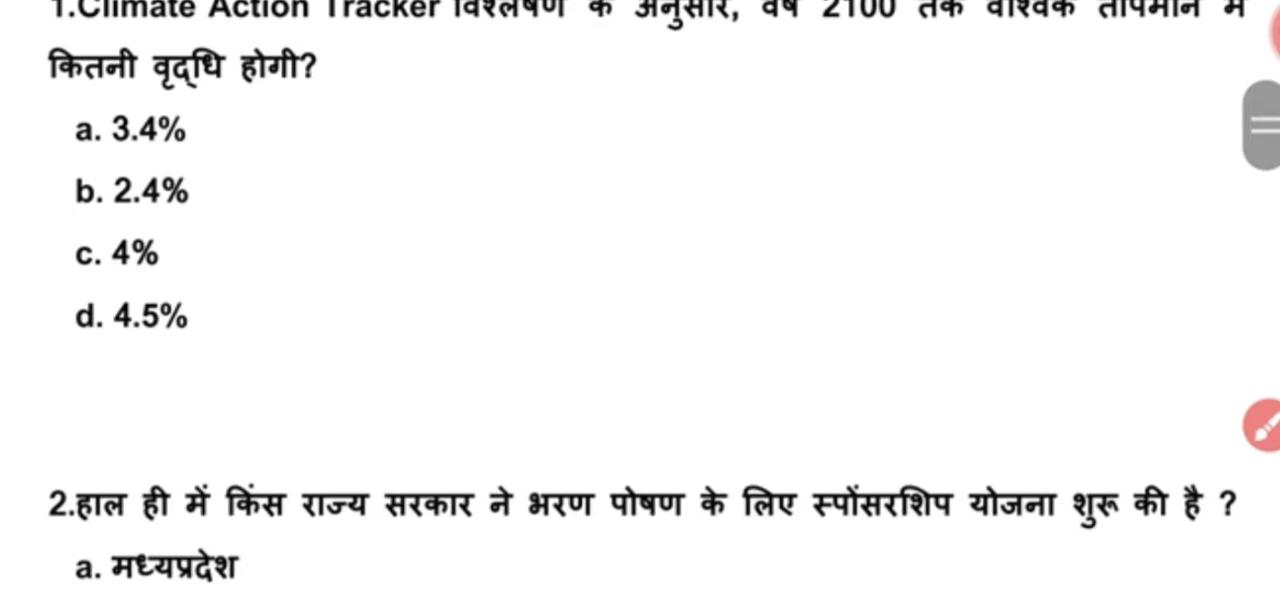 1.Climate Action Tracker विश्लेषण के अनुसार, वर्ष 2100 तक वैश्विक तापमान में
कितनी वृद्धि होगी?
a. 3.4%
b. 2.4%
c. 4%
d. 4.5%
2.हाल ही में किंस राज्य सरकार ने भरण पोषण के लिए स्पोंसरशिप योजना शुरू की है ?
a. मध्यप्रदेश